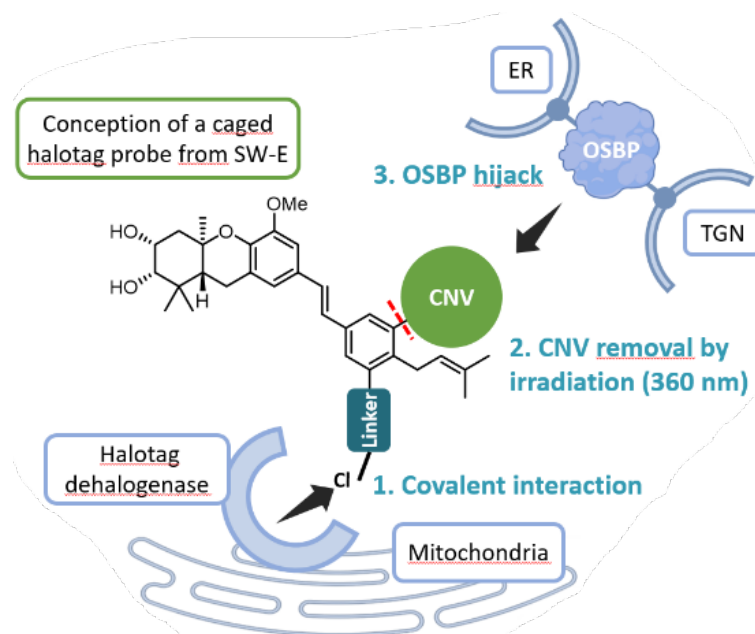 ER
Conception of a caged
halotag probe from SW-E
OSBP
3. OSBP hijack
TGN
OMe
HO
O
HO
H
CNV
2. CNV removal by
irradiation (360 nm)
Linker
Halotag
dehalogenase
Cl
1. Covalent interaction
Mitochondria